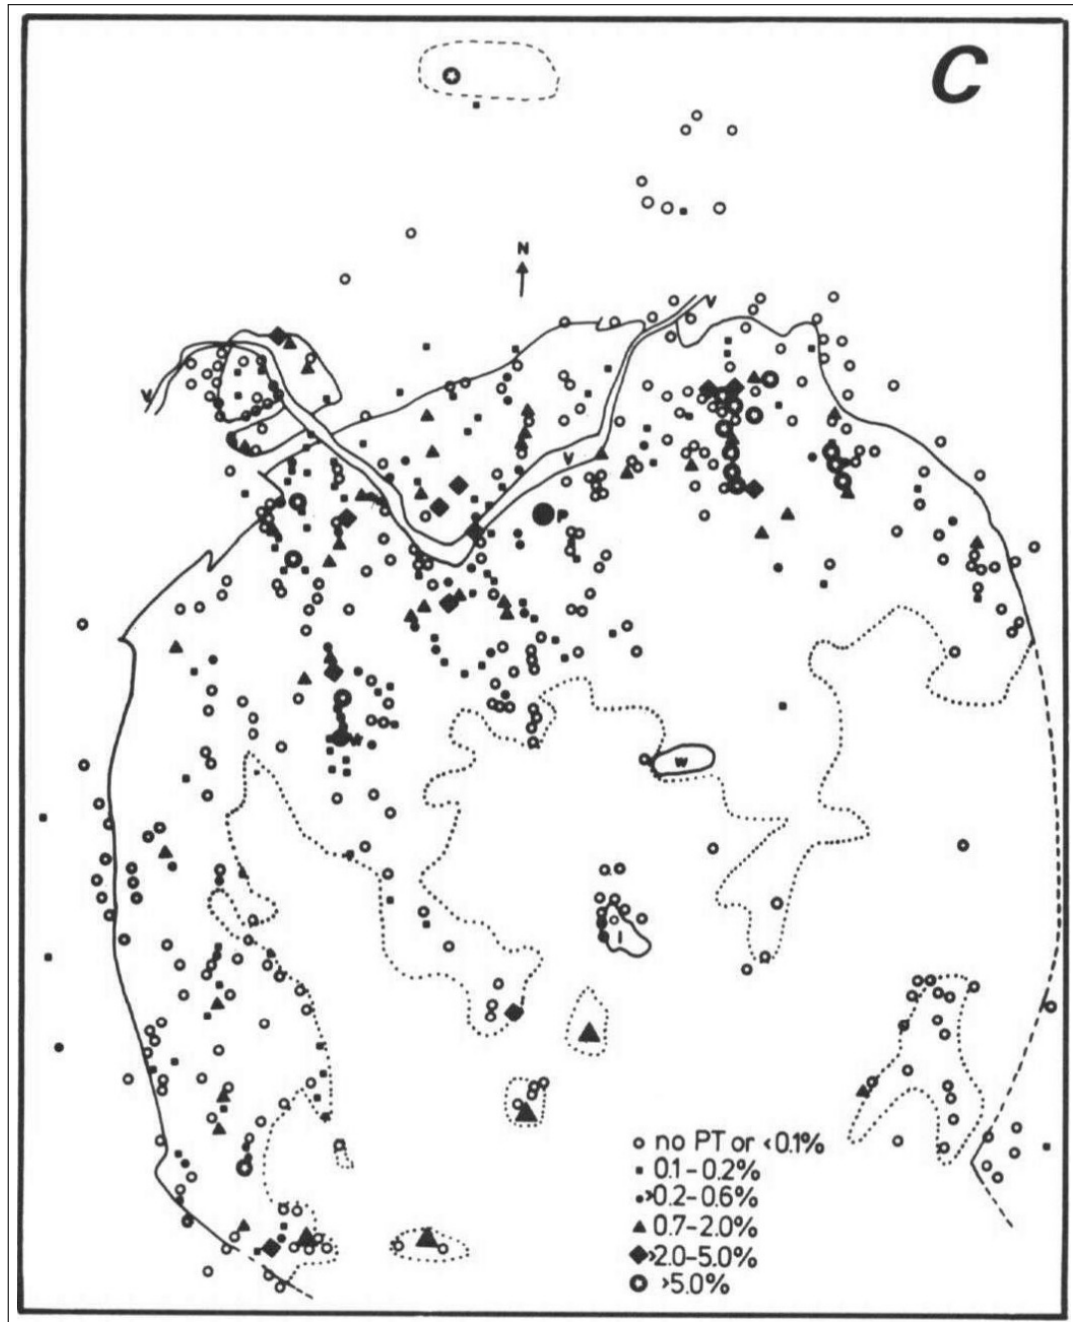 C
N
V
V
V
P
W
W
I
no PT or <0.1%
0.1-0.2%
>0.2-0.6%
0.7-2.0%
>2.0-5.0%
>5.0%